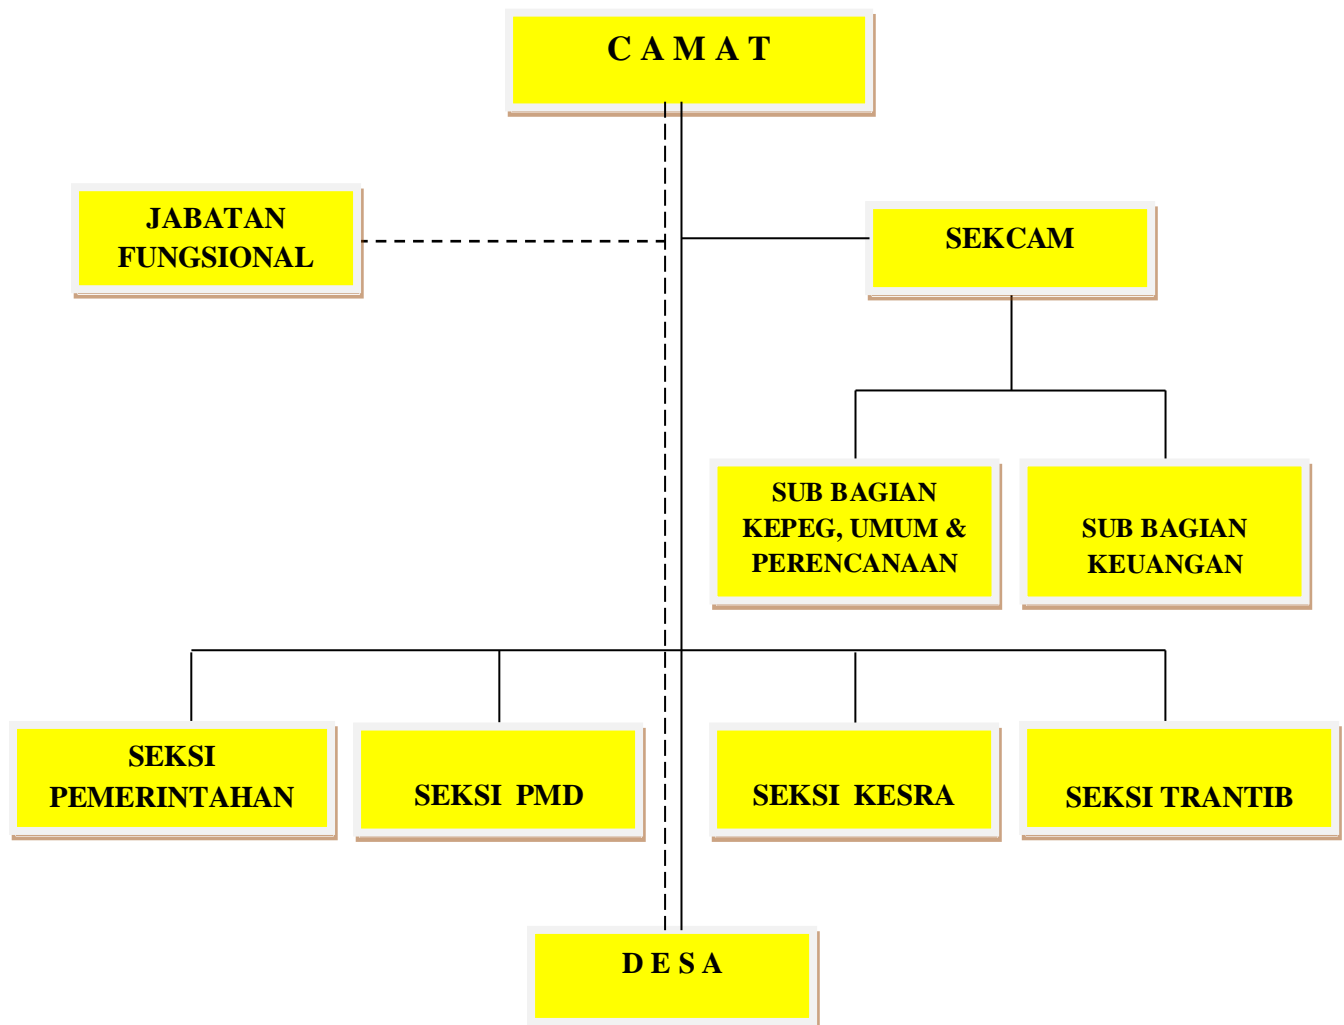 C A M A T
JABATAN
FUNGSIONAL
SEKCAM
SUB BAGIAN
KEPEG, UMUM &
PERENCANAAN
SUB BAGIAN
KEUANGAN
SEKSI
PEMERINTAHAN
SEKSI PMD
SEKSI KESRA
SEKSI TRANTIB
D E S A